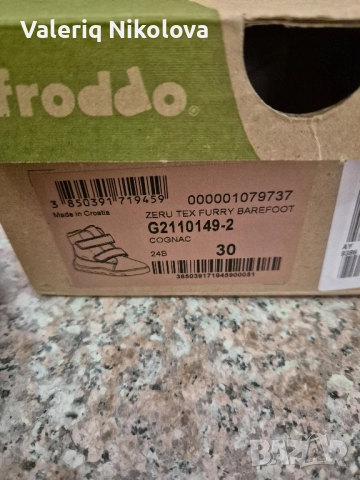 Valeriq Nikolova
froddo®
3 850391 719459
000001079737
Made in Croatia
ZERU TEX FURRY BAREFOOT
G2110149-2
COGNAC
24B
30
BAZAR